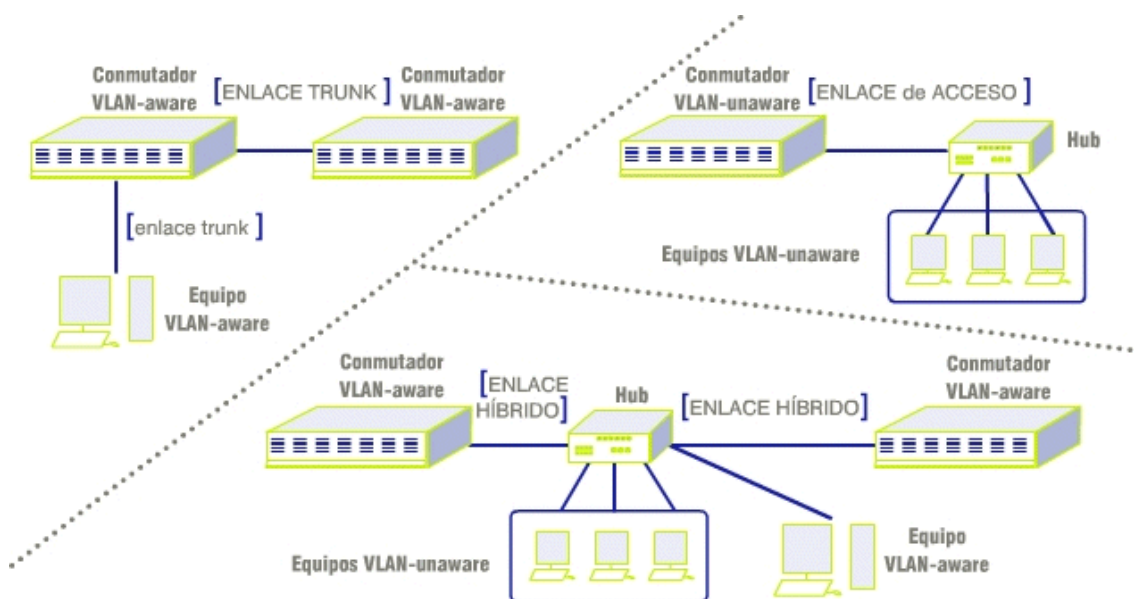 Conmutador
VLAN-aware
[ENLACE TRUNK]
Conmutador
VLAN-aware
[enlace trunk]
Equipo
VLAN-aware
Conmutador
VLAN-unaware
[ENLACE de ACCESO]
Hub
Equipos VLAN-unaware
Conmutador
VLAN-aware
[ENLACE
HÍBRIDO]
Hub
[ENLACE HÍBRIDO]
Conmutador
VLAN-aware
Equipos VLAN-unaware
Equipo
VLAN-aware